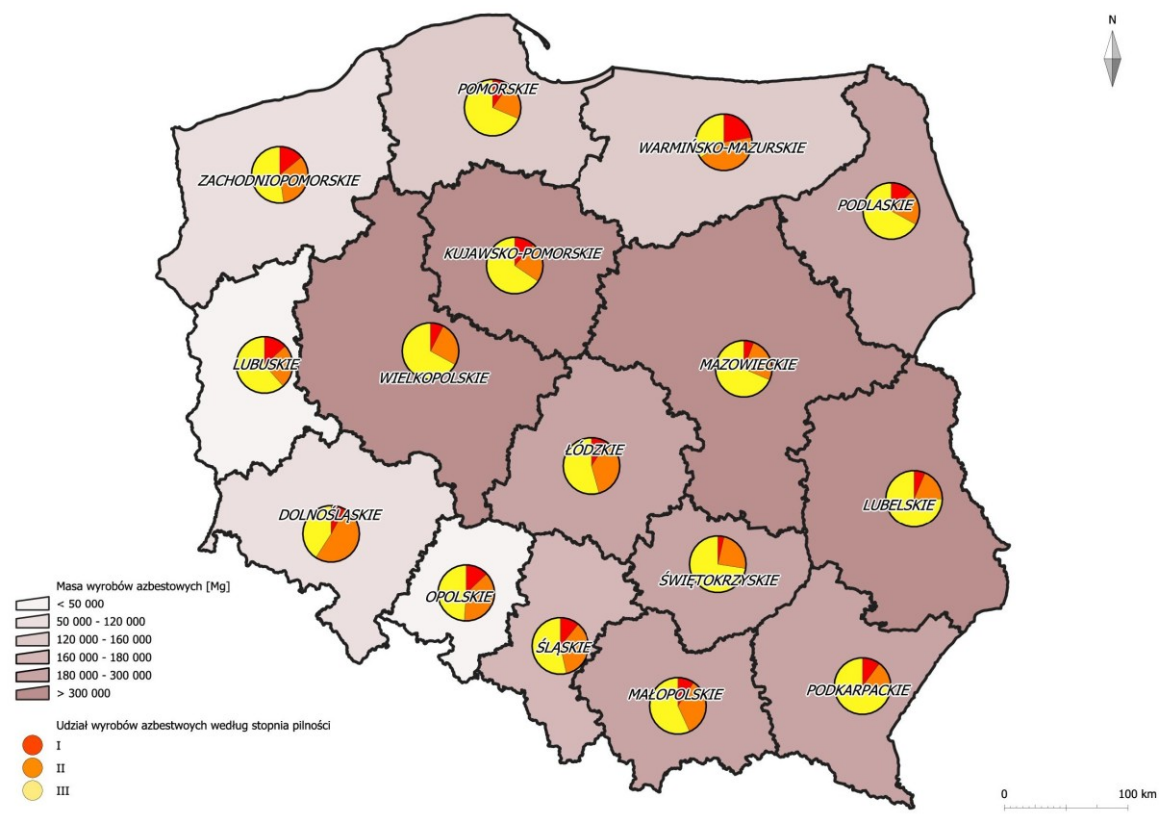 N
POMORSKIE
WARMIŃSKO-MAZURSKIE
ZACHODNIOPOMORSKIE
PODLASKIE
KUJAWSKO-POMORSKIE
LUBUSKIE
WIELKOPOLSKIE
MAZOWIECKIE
ŁÓDZKIE
LUBELSKIE
DOLNOŚLĄSKIE
ŚWIĘTOKRZYSKIE
OPOLSKIE
ŚLĄSKIE
MAŁOPOLSKIE
PODKARPACKIE
Masa wyrobów azbestowych [Mg]
< 50 000
50 000 - 120 000
120 000 - 160 000
160 000 - 180 000
180 000 - 300 000
> 300 000
Udział wyrobów azbestwoych według stopnia pilności
I
II
III
0 100 km